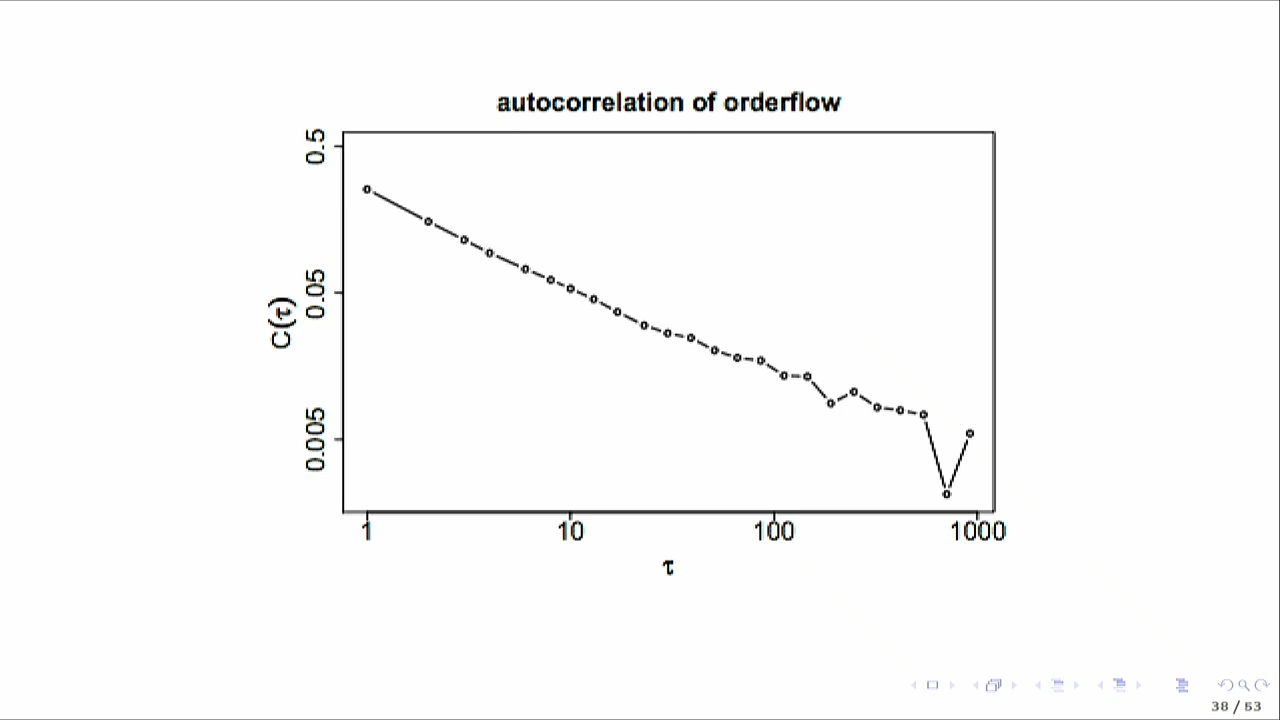 autocorrelation of orderflow
0.5
0.05
0.005
C(τ)
1 10 100 1000
τ
38 / 53